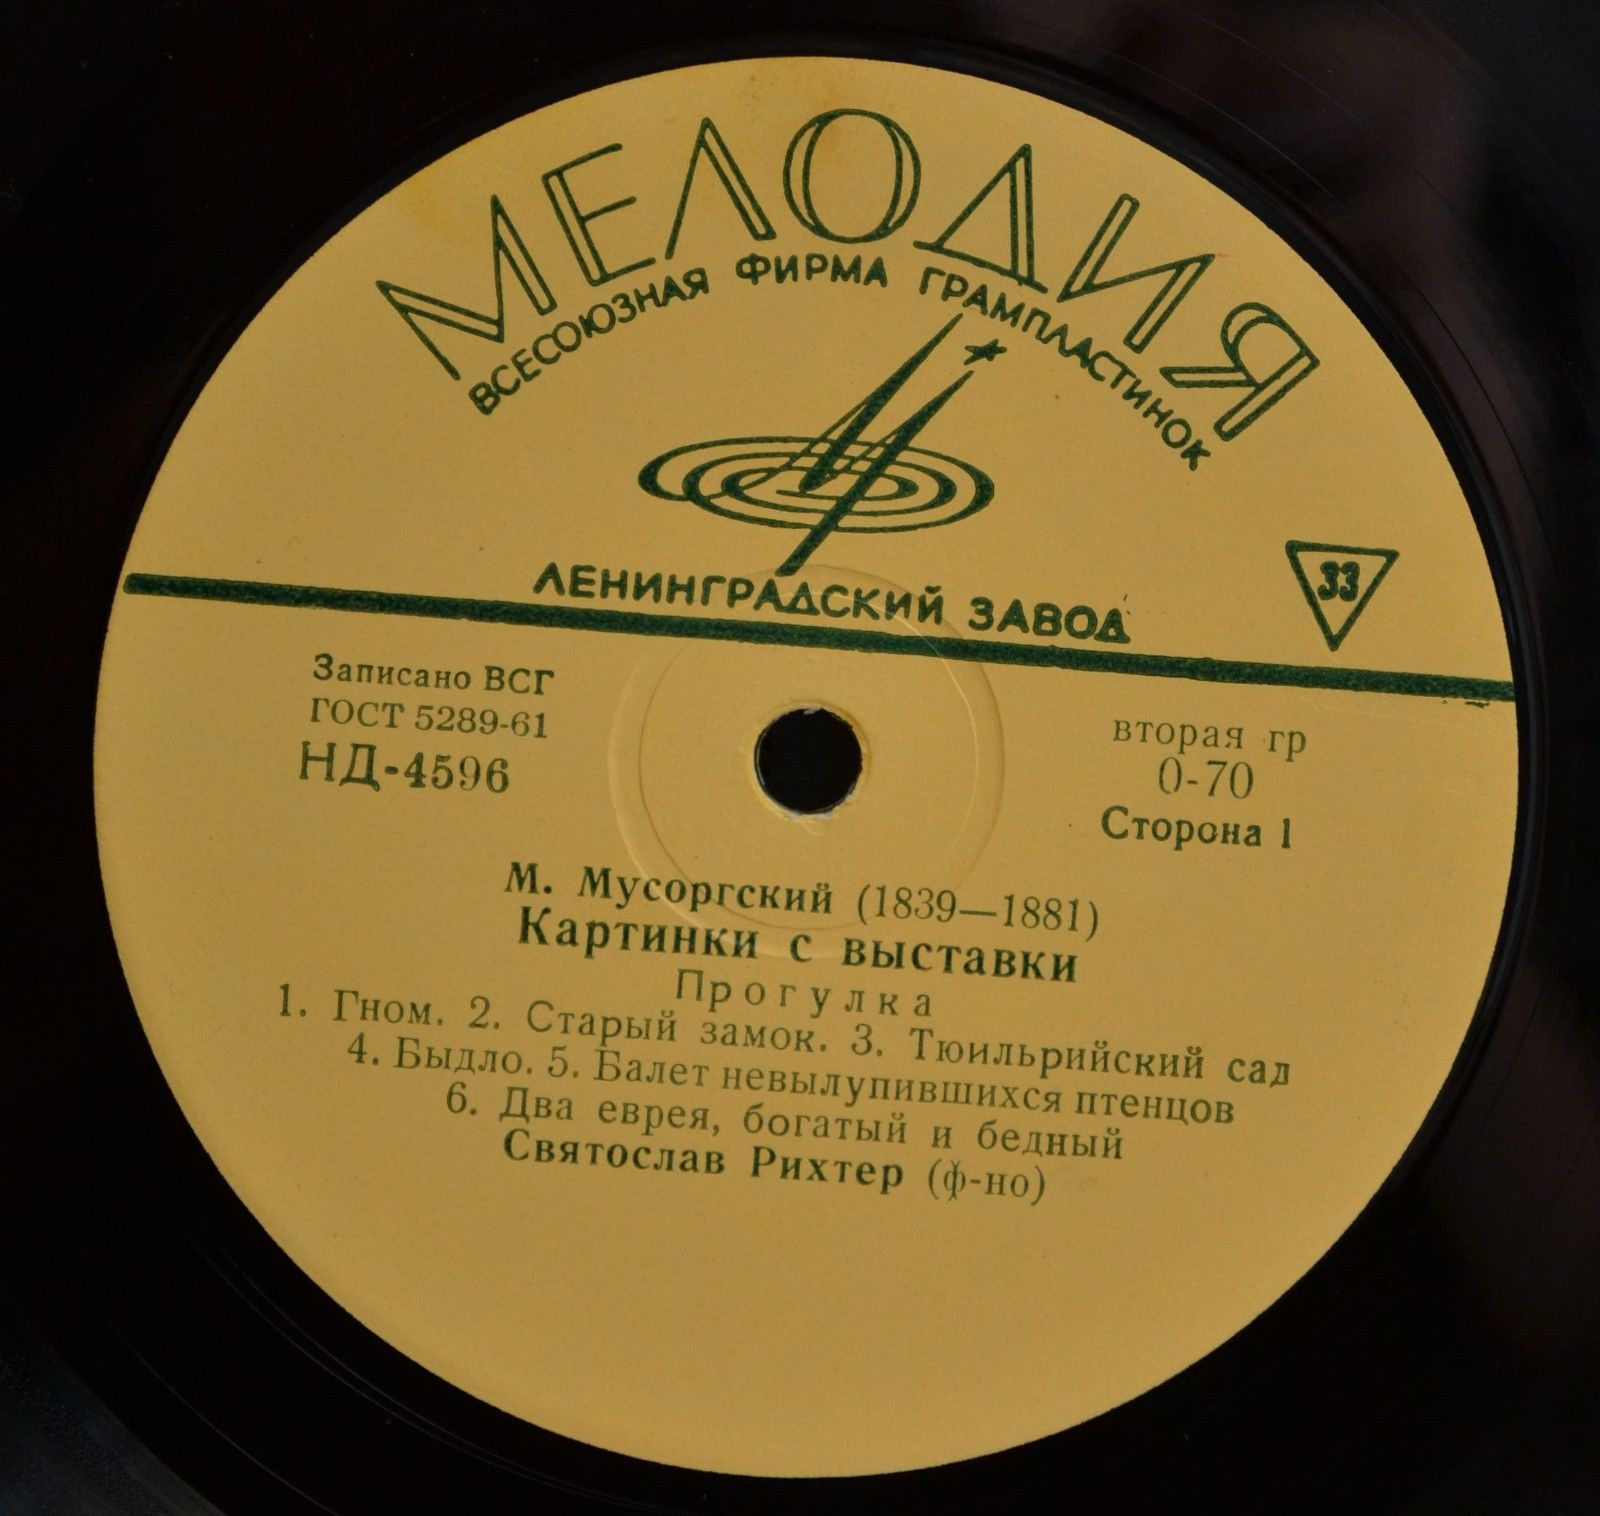 МЕЛОДИЯ
ВСЕСОЮЗНАЯ ФИРМА ГРАМПЛАСТИНОК
ЛЕНИНГРАДСКИЙ ЗАВОД
33
Записано ВСГ
ГОСТ 5289-61
НД-4596
вторая гр
0-70
Сторона 1
М. Мусоргский (1839—1881)
Картинки с выставки
Прогулка
1. Гном. 2. Старый замок. 3. Тюильрийский сад
4. Быдло. 5. Балет невылупившихся птенцов
6. Два еврея, богатый и бедный
Святослав Рихтер (ф-но)